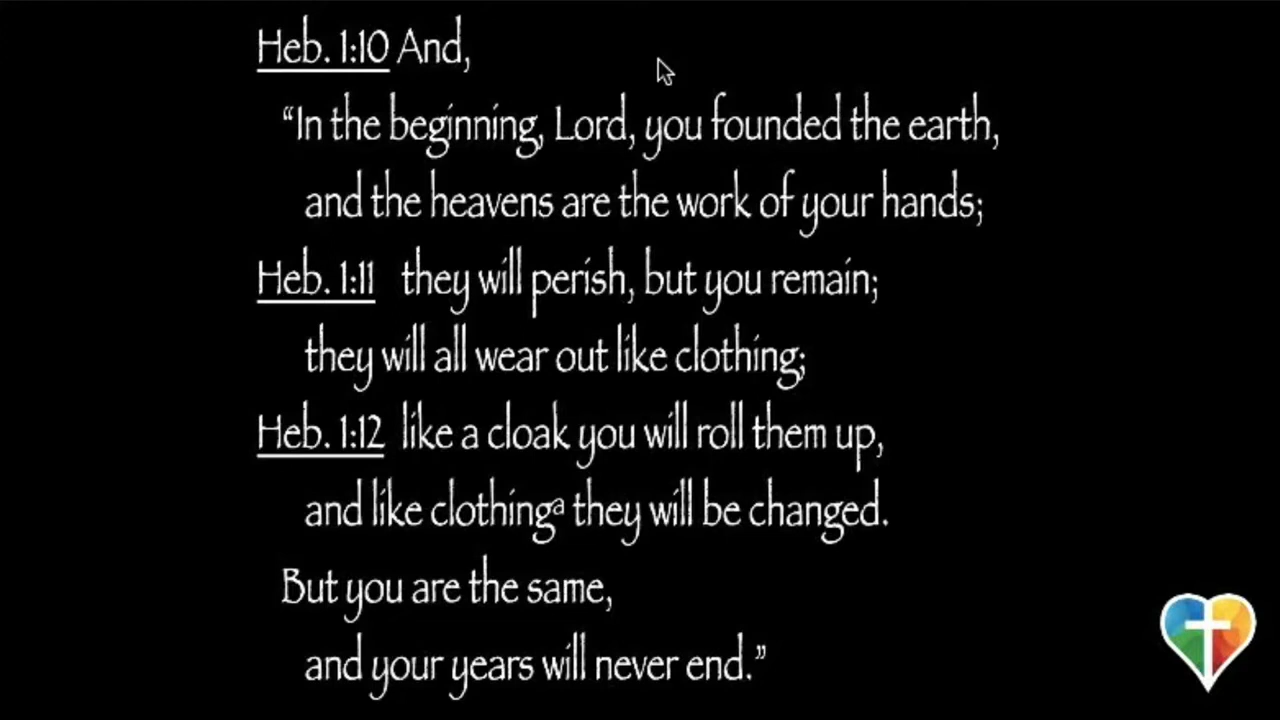 Heb. 1:10 And,
“In the beginning, Lord, you founded the earth,
and the heavens are the work of your hands;
Heb. 1:11 they will perish, but you remain;
they will all wear out like clothing;
Heb. 1:12 like a cloak you will roll them up,
and like clothingᵃ they will be changed.
But you are the same,
and your years will never end.”